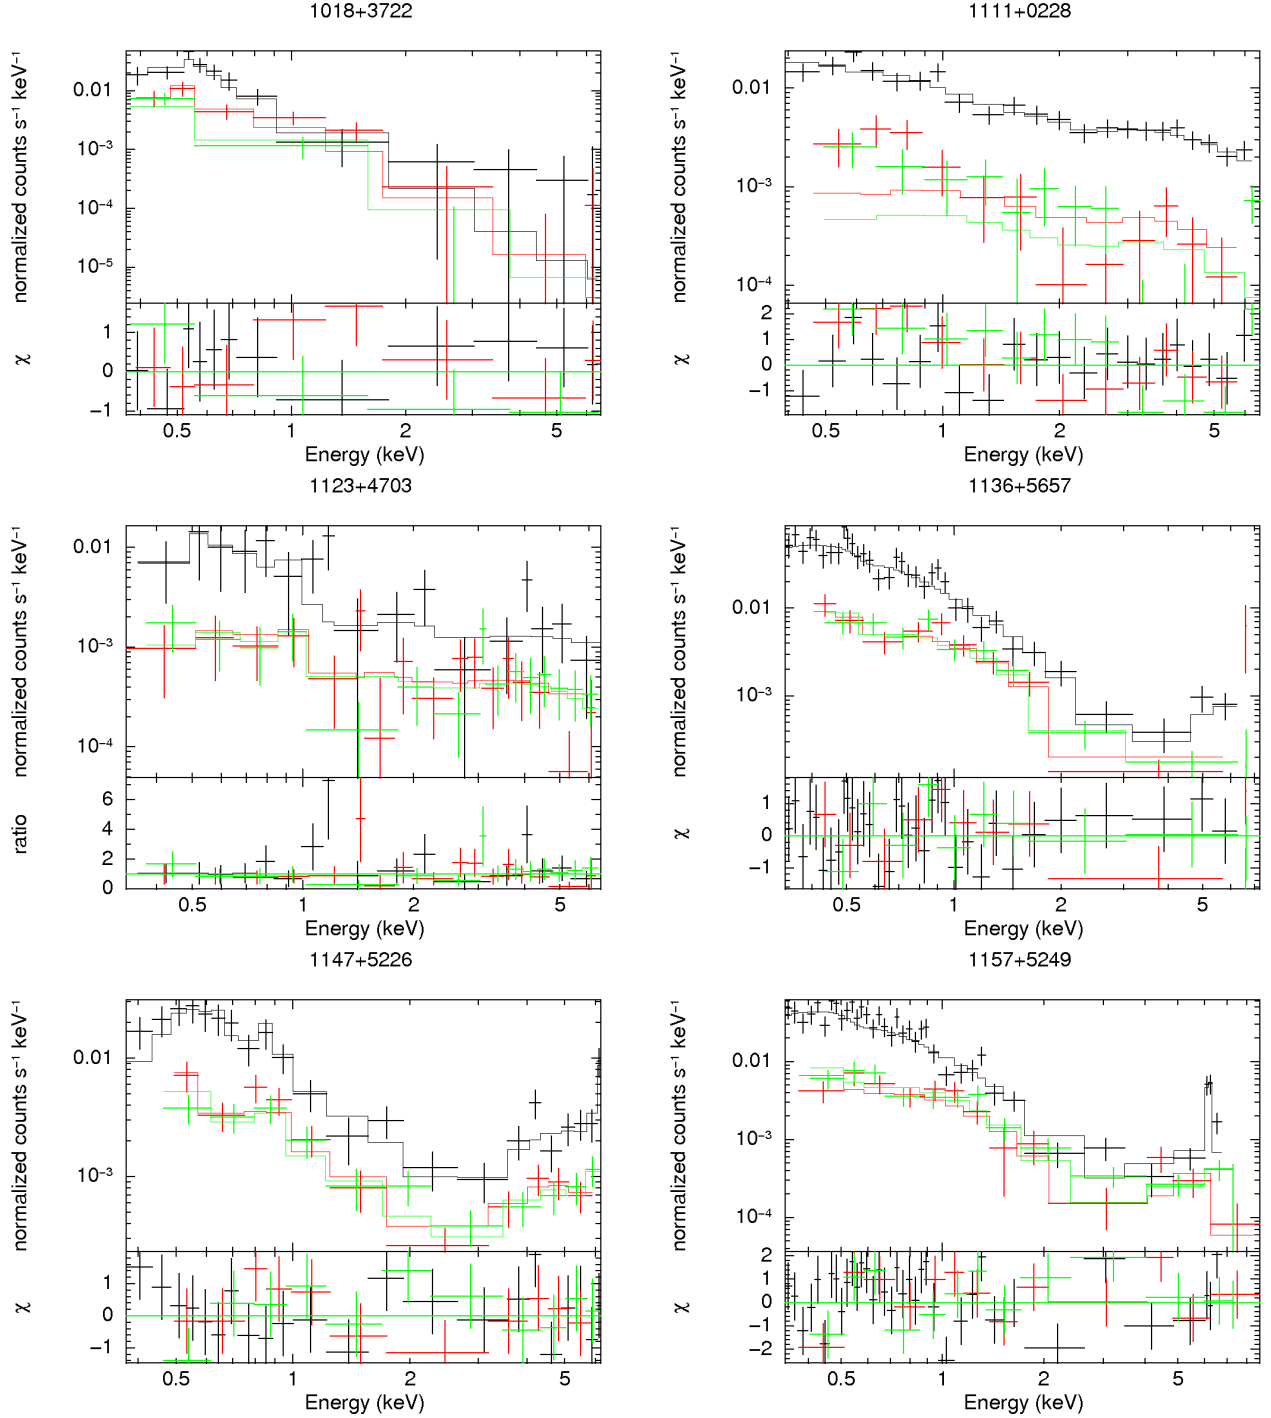 1018+3722
normalized counts s⁻¹ keV⁻¹
0.01
10⁻³
10⁻⁴
10⁻⁵
χ
1
0
−1
0.5 1 2 5
Energy (keV)
1111+0228
normalized counts s⁻¹ keV⁻¹
0.01
10⁻³
10⁻⁴
χ
2
1
0
−1
0.5 1 2 5
Energy (keV)
1123+4703
normalized counts s⁻¹ keV⁻¹
0.01
10⁻³
10⁻⁴
ratio
6
4
2
0
0.5 1 2 5
Energy (keV)
1136+5657
normalized counts s⁻¹ keV⁻¹
0.01
10⁻³
χ
1
0
−1
0.5 1 2 5
Energy (keV)
1147+5226
normalized counts s⁻¹ keV⁻¹
0.01
10⁻³
χ
1
0
−1
0.5 1 2 5
Energy (keV)
1157+5249
normalized counts s⁻¹ keV⁻¹
0.01
10⁻³
10⁻⁴
χ
2
1
0
−1
−2
0.5 1 2 5
Energy (keV)